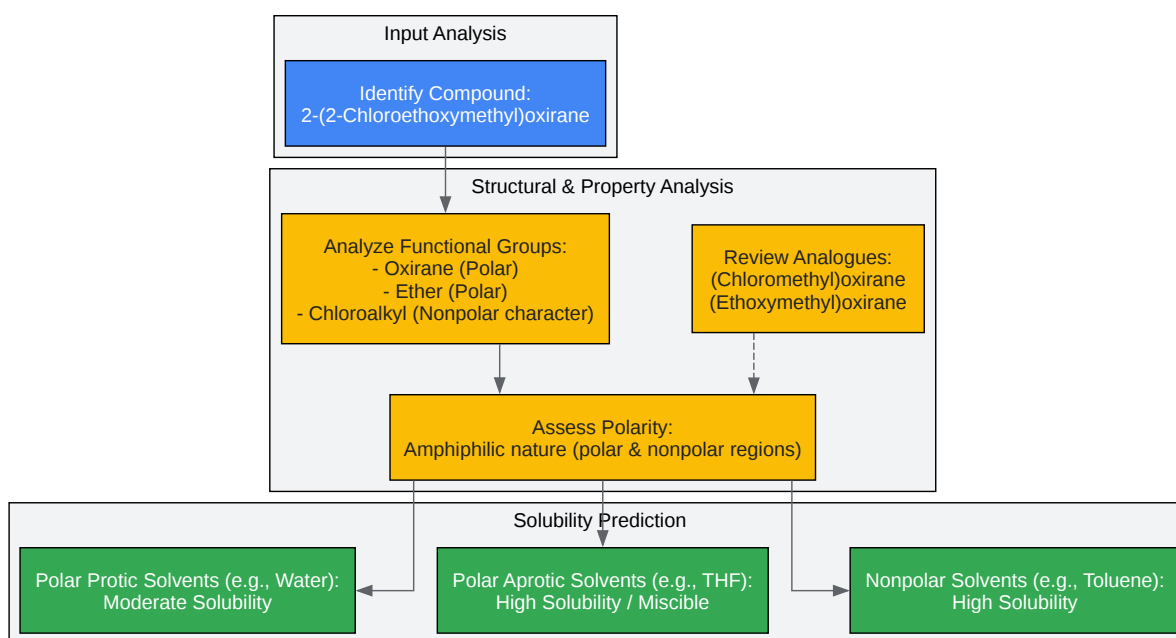 Input Analysis
Identify Compound:
2-(2-Chloroethoxymethyl)oxirane
Structural & Property Analysis
Analyze Functional Groups:
- Oxirane (Polar)
- Ether (Polar)
- Chloroalkyl (Nonpolar character)
Review Analogues:
(Chloromethyl)oxirane
(Ethoxymethyl)oxirane
Assess Polarity:
Amphiphilic nature (polar & nonpolar regions)
Solubility Prediction
Polar Protic Solvents (e.g., Water):
Moderate Solubility
Polar Aprotic Solvents (e.g., THF):
High Solubility / Miscible
Nonpolar Solvents (e.g., Toluene):
High Solubility